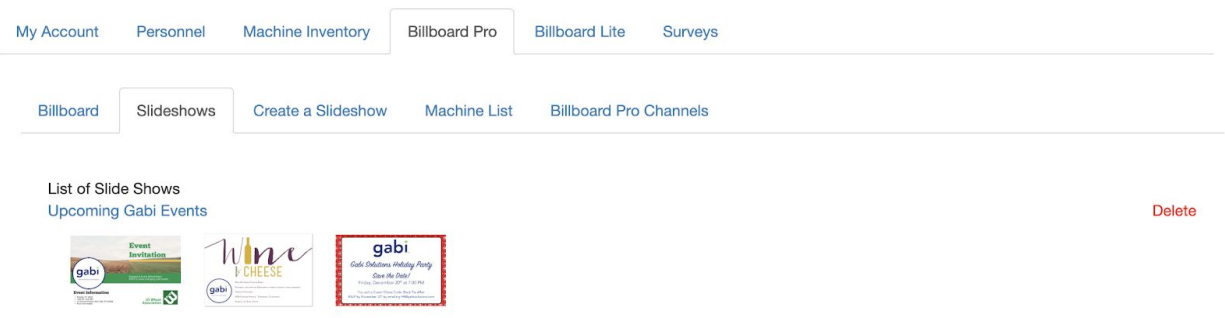 My Account Personnel Machine Inventory Billboard Pro Billboard Lite Surveys
Billboard Slideshows Create a Slideshow Machine List Billboard Pro Channels
List of Slide Shows
Upcoming Gabi Events Delete
Event
Invitation
gabi
Event Information
Wine
& CHEESE
gabi
gabi
Gabi Solutions Holiday Party
Save the Date!